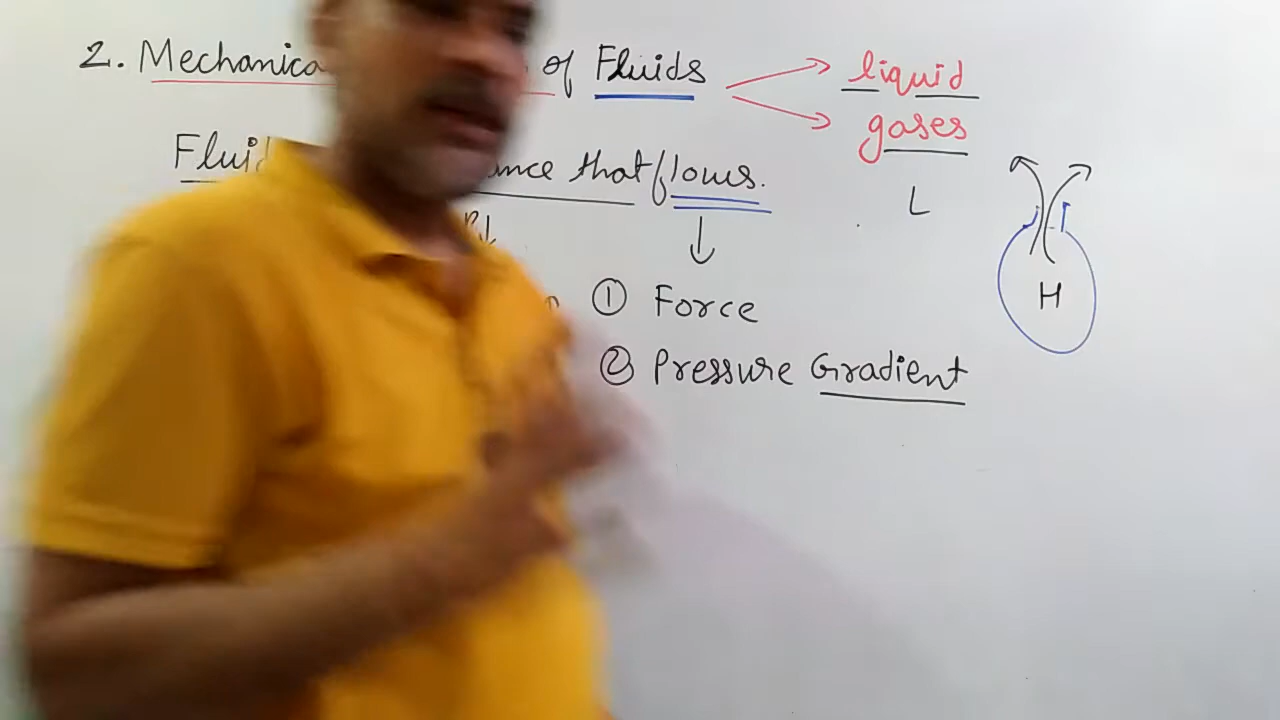 2. Mechanica of Fluids liquid
gases
Flui ance that flows.
L
H
① Force
② Pressure Gradient